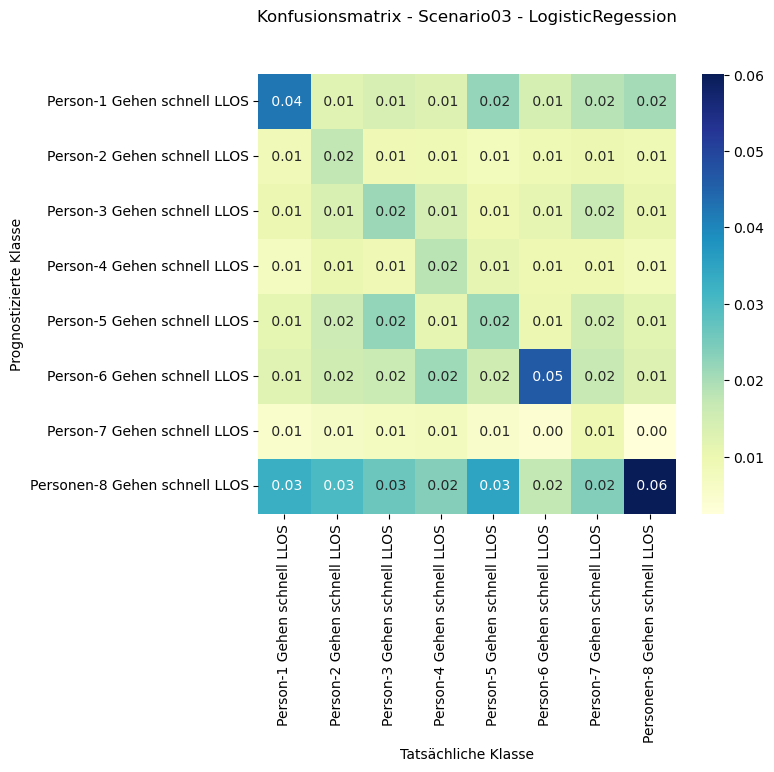 Konfusionsmatrix - Scenario03 - LogisticRegession
Prognostizierte Klasse
Person-1 Gehen schnell LLOS 0.04 0.01 0.01 0.01 0.02 0.01 0.02 0.02
Person-2 Gehen schnell LLOS 0.01 0.02 0.01 0.01 0.01 0.01 0.01 0.01
Person-3 Gehen schnell LLOS 0.01 0.01 0.02 0.01 0.01 0.01 0.02 0.01
Person-4 Gehen schnell LLOS 0.01 0.01 0.01 0.02 0.01 0.01 0.01 0.01
Person-5 Gehen schnell LLOS 0.01 0.02 0.02 0.01 0.02 0.01 0.02 0.01
Person-6 Gehen schnell LLOS 0.01 0.02 0.02 0.02 0.02 0.05 0.02 0.01
Person-7 Gehen schnell LLOS 0.01 0.01 0.01 0.01 0.01 0.00 0.01 0.00
Personen-8 Gehen schnell LLOS 0.03 0.03 0.03 0.02 0.03 0.02 0.02 0.06
Person-1 Gehen schnell LLOS
Person-2 Gehen schnell LLOS
Person-3 Gehen schnell LLOS
Person-4 Gehen schnell LLOS
Person-5 Gehen schnell LLOS
Person-6 Gehen schnell LLOS
Person-7 Gehen schnell LLOS
Personen-8 Gehen schnell LLOS
Tatsächliche Klasse
0.06
0.05
0.04
0.03
0.02
0.01